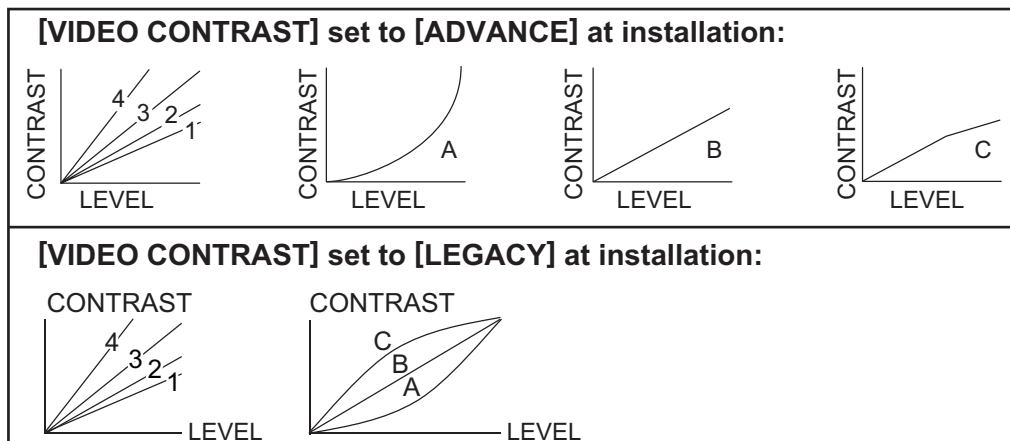 [VIDEO CONTRAST] set to [ADVANCE] at installation:
CONTRAST
4
3
2
1
LEVEL
CONTRAST
A
LEVEL
CONTRAST
B
LEVEL
CONTRAST
C
LEVEL
[VIDEO CONTRAST] set to [LEGACY] at installation:
CONTRAST
4
3
2
1
LEVEL
CONTRAST
C
B
A
LEVEL